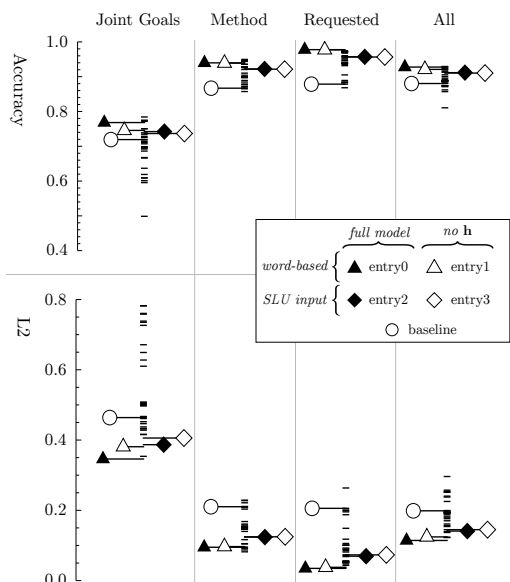 Joint Goals Method Requested All
Accuracy
1.0
0.8
0.6
0.4
full model no h
word-based entry0 entry1
SLU input entry2 entry3
baseline
L2
0.8
0.6
0.4
0.2
0.0